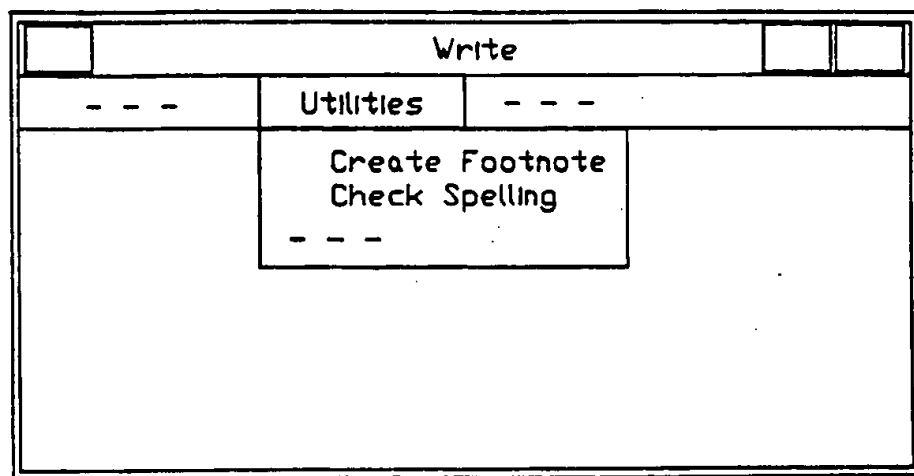 Write
- - - Utilities - - -
Create Footnote
Check Spelling
- - -